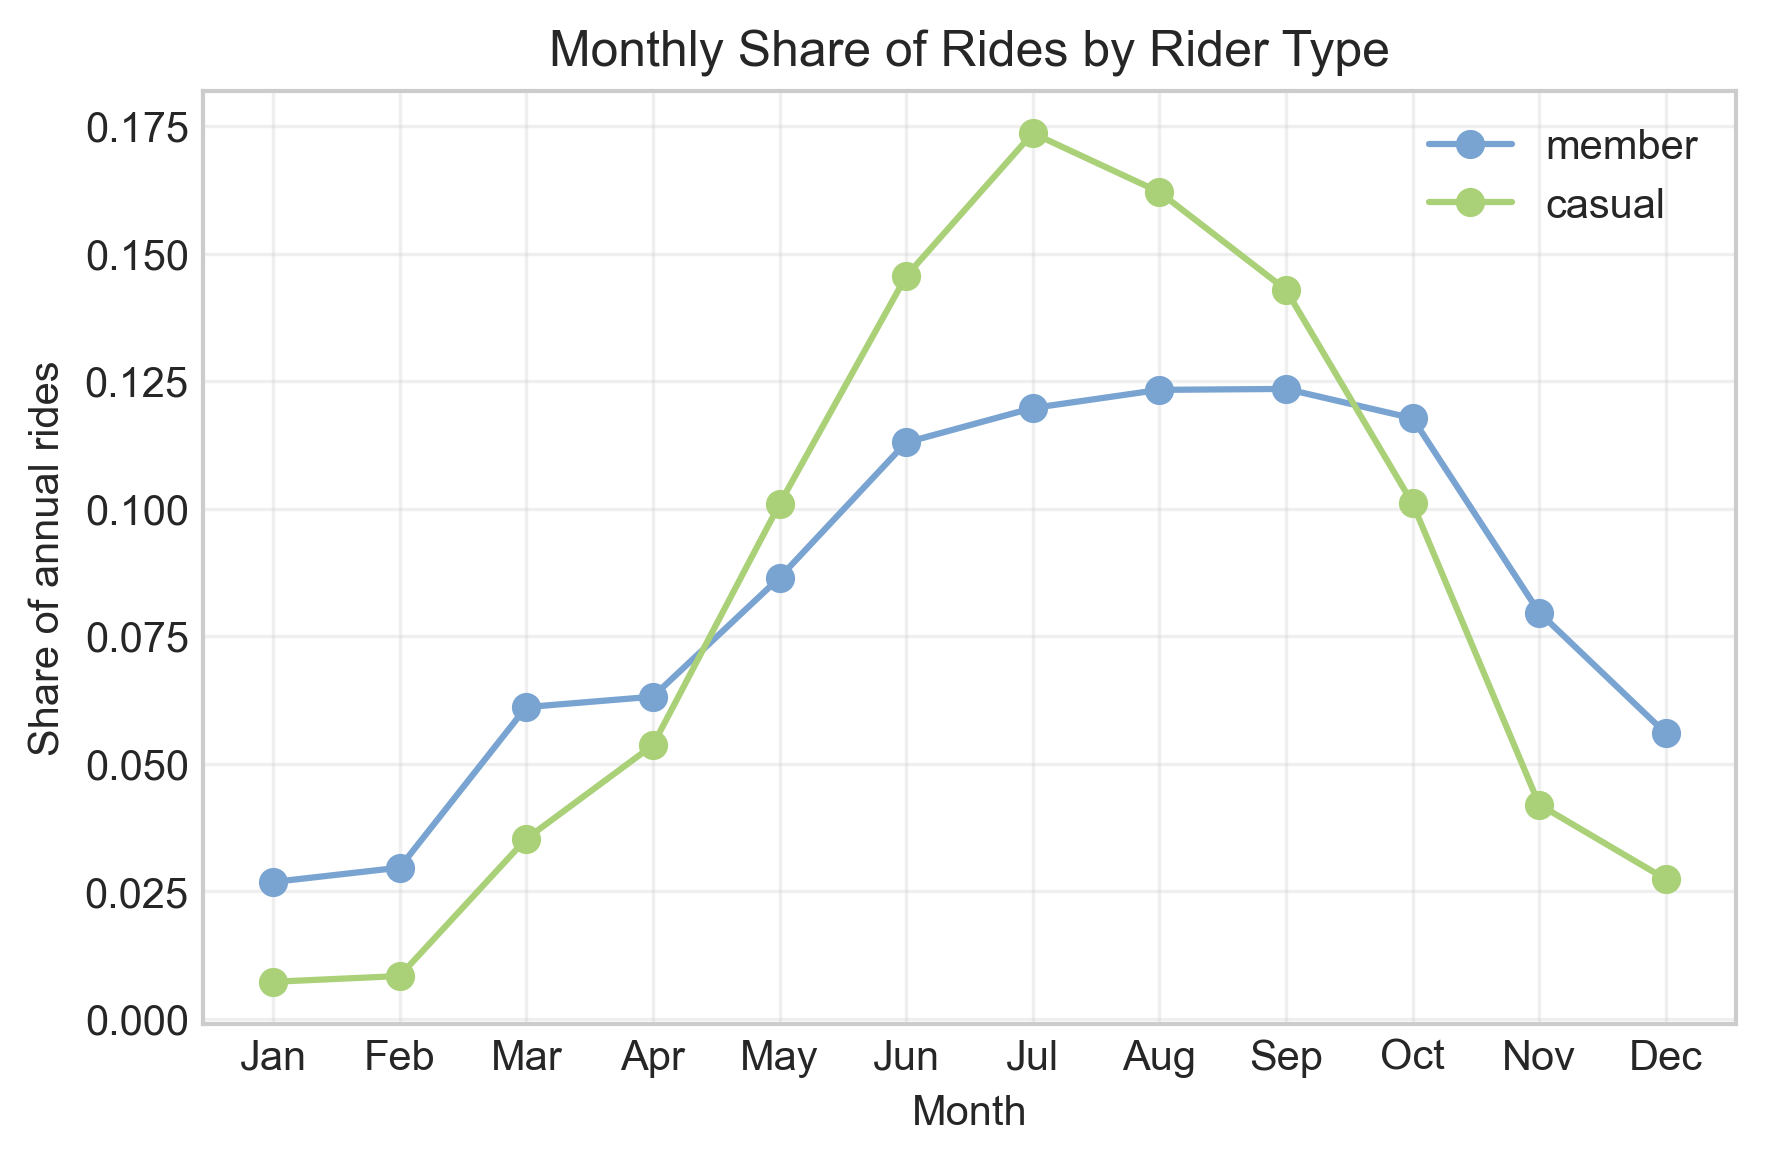 Monthly Share of Rides by Rider Type
member
casual
Share of annual rides
0.175
0.150
0.125
0.100
0.075
0.050
0.025
0.000
Jan Feb Mar Apr May Jun Jul Aug Sep Oct Nov Dec
Month